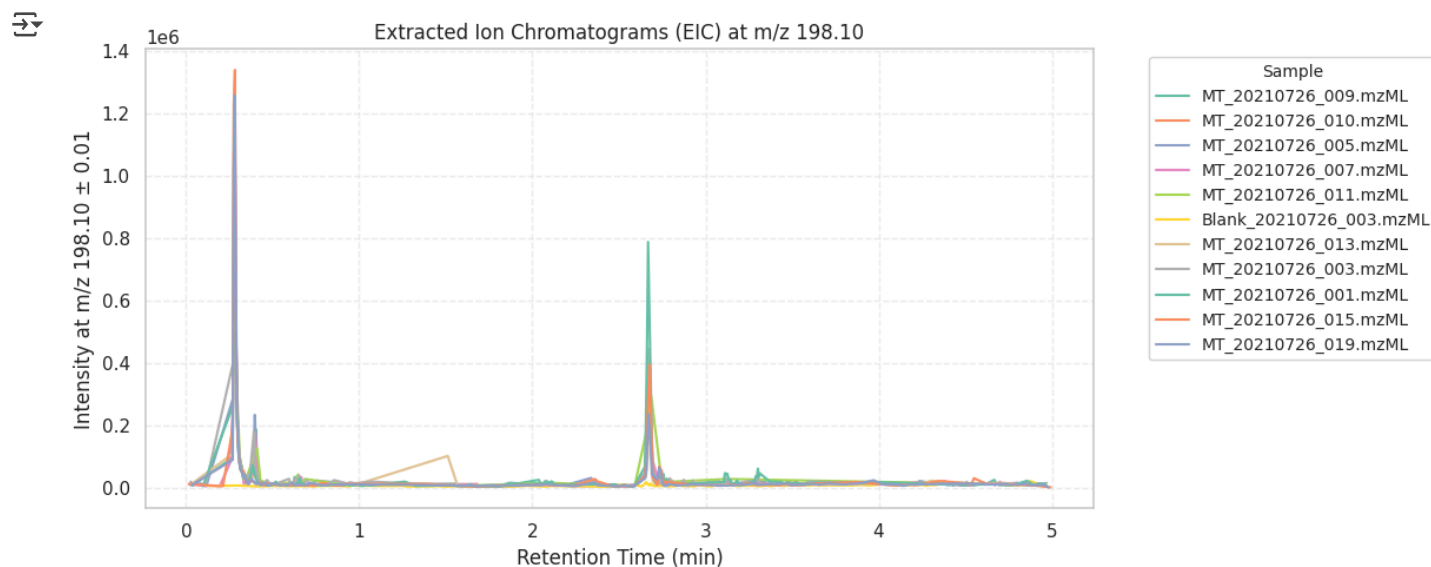 Extracted Ion Chromatograms (EIC) at m/z 198.10
1e6
1.4
1.2
1.0
0.8
0.6
0.4
0.2
0.0
Intensity at m/z 198.10 ± 0.01
0
1
2
3
4
5
Retention Time (min)
Sample
MT_20210726_009.mzML
MT_20210726_010.mzML
MT_20210726_005.mzML
MT_20210726_007.mzML
MT_20210726_011.mzML
Blank_20210726_003.mzML
MT_20210726_013.mzML
MT_20210726_003.mzML
MT_20210726_001.mzML
MT_20210726_015.mzML
MT_20210726_019.mzML